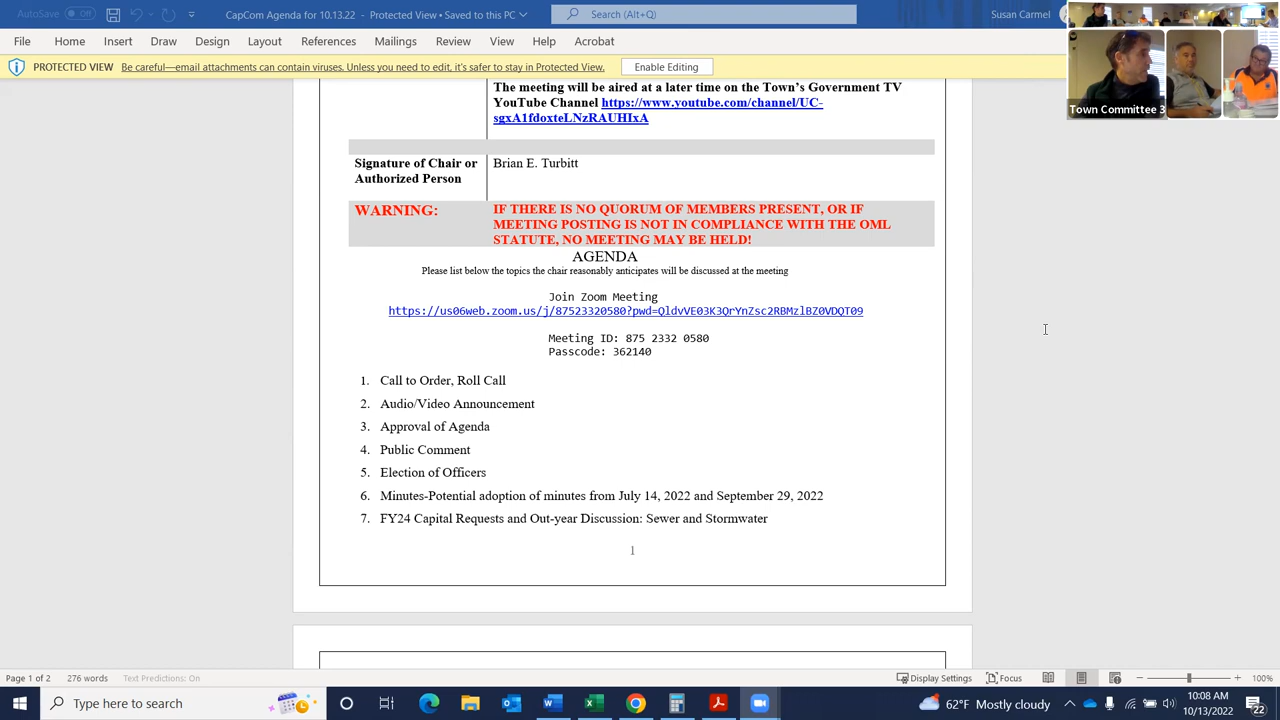 Agenda for 10.13.22
Search (Alt+Q)
Susan Carmel
File Home Insert Draw Design Layout References Mailings Review View Help Acrobat
PROTECTED VIEW Be careful—email attachments can contain viruses. Unless you need to edit, it's safer to stay in Protected View. Enable Editing
Town Committee 3
The meeting will be aired at a later time on the Town's Government TV
YouTube Channel https://www.youtube.com/channel/UC-
sgxA1fdoxteLNzRAUHIxA
Signature of Chair or
Authorized Person
Brian E. Turbitt
WARNING:
IF THERE IS NO QUORUM OF MEMBERS PRESENT, OR IF
MEETING POSTING IS NOT IN COMPLIANCE WITH THE OML
STATUTE, NO MEETING MAY BE HELD!
AGENDA
Please list below the topics the chair reasonably anticipates will be discussed at the meeting
Join Zoom Meeting
https://us06web.zoom.us/j/87523320580?pwd=QldvVE03K3QrYnZsc2RBMzlBZ0VDQT09
Meeting ID: 875 2332 0580
Passcode: 362140
1. Call to Order, Roll Call
2. Audio/Video Announcement
3. Approval of Agenda
4. Public Comment
5. Election of Officers
6. Minutes-Potential adoption of minutes from July 14, 2022 and September 29, 2022
7. FY24 Capital Requests and Out-year Discussion: Sewer and Stormwater
1
Page 1 of 2 276 words Text Predictions: On Display Settings Focus 100%
Type here to search
62°F Mostly cloudy
10:08 AM
10/13/2022
22